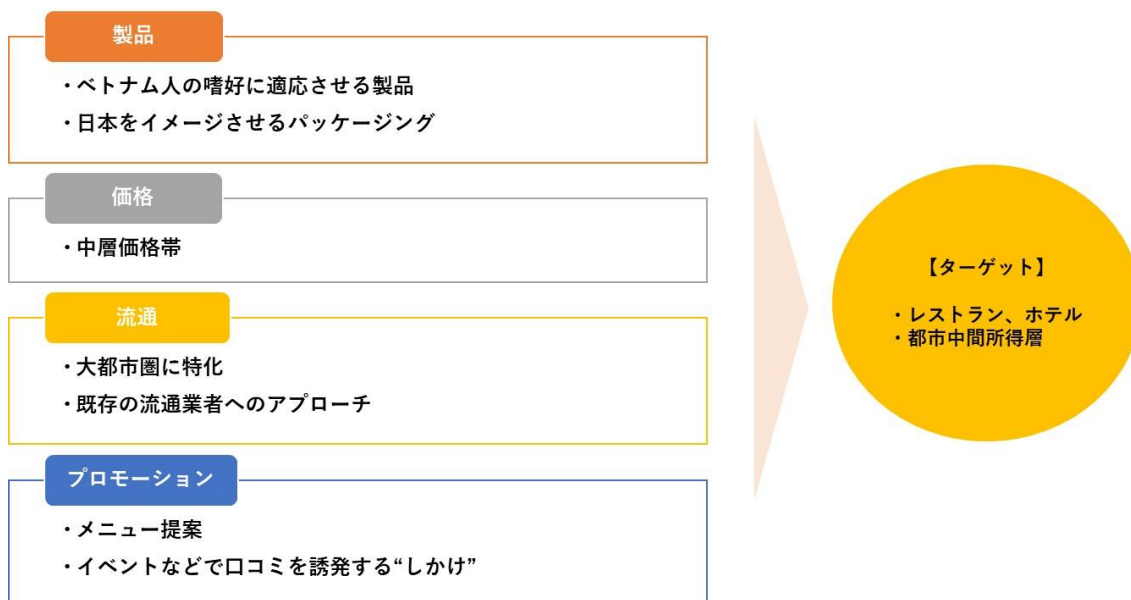 製品
・ベトナム人の嗜好に適応させる製品
・日本をイメージさせるパッケージング
価格
・中層価格帯
流通
・大都市圏に特化
・既存の流通業者へのアプローチ
プロモーション
・メニュー提案
・イベントなどで口コミを誘発する“しかけ”
【ターゲット】
・レストラン、ホテル
・都市中間所得層